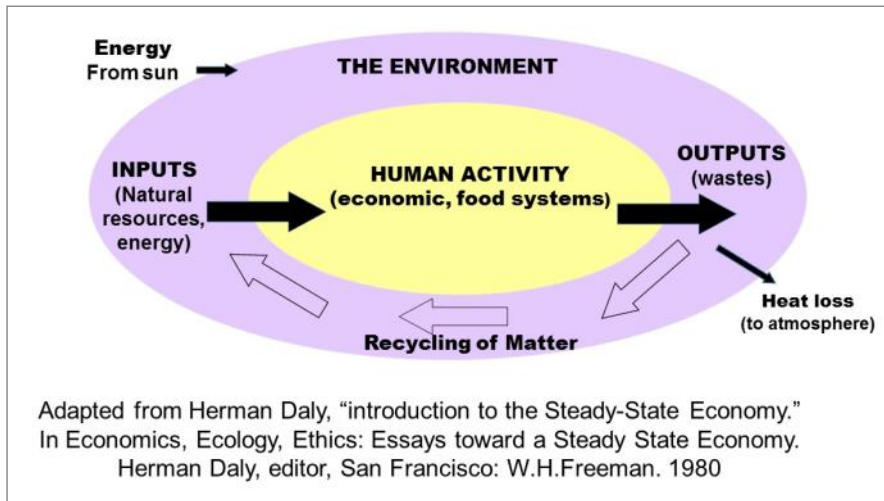 Energy
From sun
THE ENVIRONMENT
INPUTS
(Natural
resources,
energy)
HUMAN ACTIVITY
(economic, food systems)
OUTPUTS
(wastes)
Heat loss
(to atmosphere)
Recycling of Matter
Adapted from Herman Daly, “introduction to the Steady-State Economy.”
In Economics, Ecology, Ethics: Essays toward a Steady State Economy.
Herman Daly, editor, San Francisco: W.H.Freeman. 1980